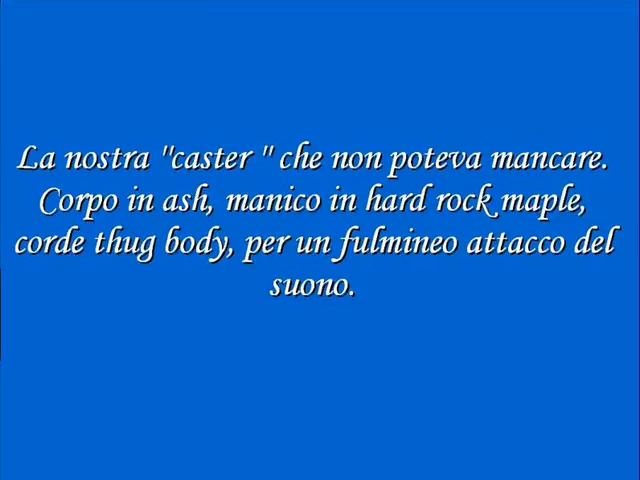 La nostra "caster " che non poteva mancare.
Corpo in ash, manico in hard rock maple,
corde thug body, per un fulmineo attacco del
suono.